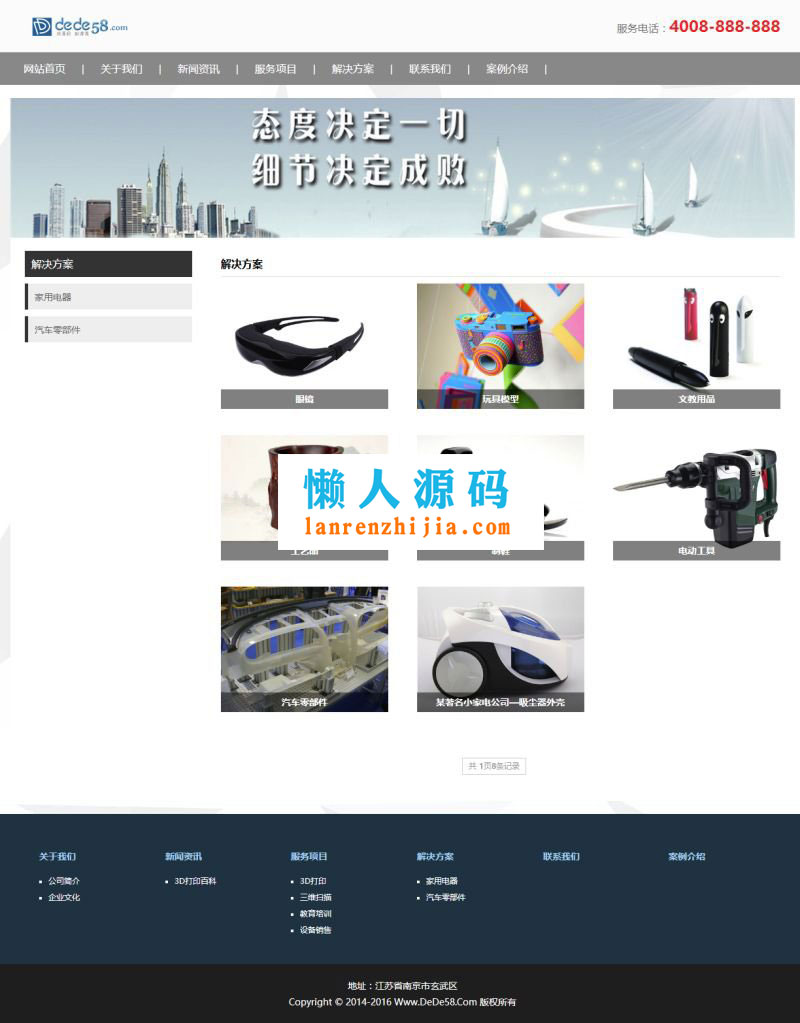 dede58.com
服务电话：4008-888-888
网站首页 | 关于我们 | 新闻资讯 | 服务项目 | 解决方案 | 联系我们 | 案例介绍 |
态度决定一切
细节决定成败
解决方案
家用电器
汽车零部件
解决方案
眼镜
玩具模型
文教用品
工艺品
制鞋
电动工具
懒人源码
lanrenzhijia.com
汽车零部件
某著名小家电公司—吸尘器外壳
共 1页8条记录
关于我们
公司简介
企业文化
新闻资讯
3D打印百科
服务项目
3D打印
三维扫描
教育培训
设备销售
解决方案
家用电器
汽车零部件
联系我们
案例介绍
地址：江苏省南京市玄武区
Copyright © 2014-2016 Www.DeDe58.Com 版权所有